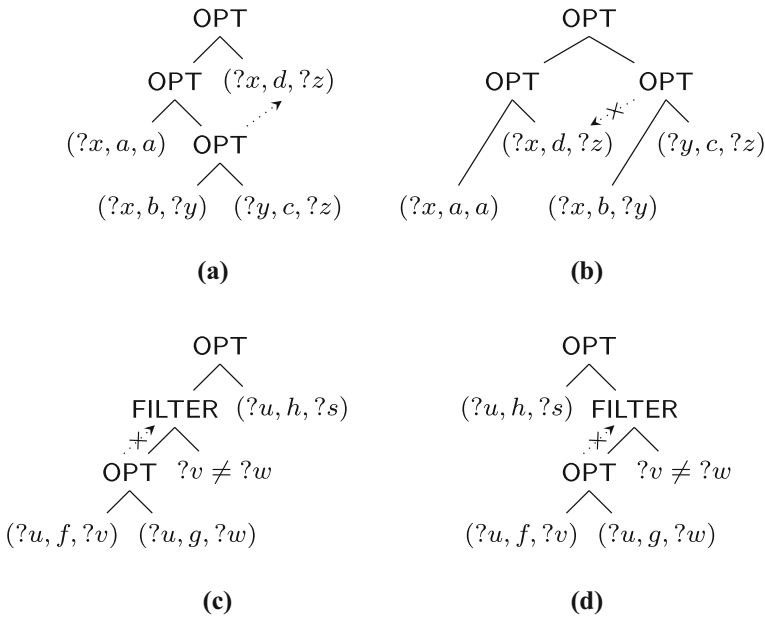 OPT
OPT (?x, d, ?z)
(?x, a, a) OPT
(?x, b, ?y) (?y, c, ?z)
(a)
OPT
OPT OPT
(?x, d, ?z) (?y, c, ?z)
(?x, a, a) (?x, b, ?y)
(b)
OPT
FILTER (?u, h, ?s)
OPT ?v ≠ ?w
(?u, f, ?v) (?u, g, ?w)
(c)
OPT
(?u, h, ?s) FILTER
OPT ?v ≠ ?w
(?u, f, ?v) (?u, g, ?w)
(d)